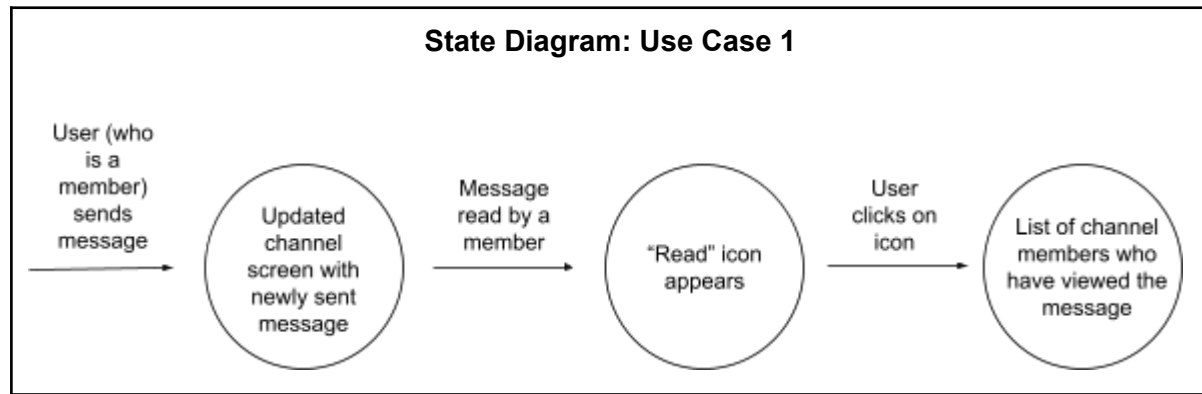 State Diagram: Use Case 1
User (who
is a
member)
sends
message
Updated
channel
screen with
newly sent
message
Message
read by a
member
“Read” icon
appears
User
clicks on
icon
List of channel
members who
have viewed the
message